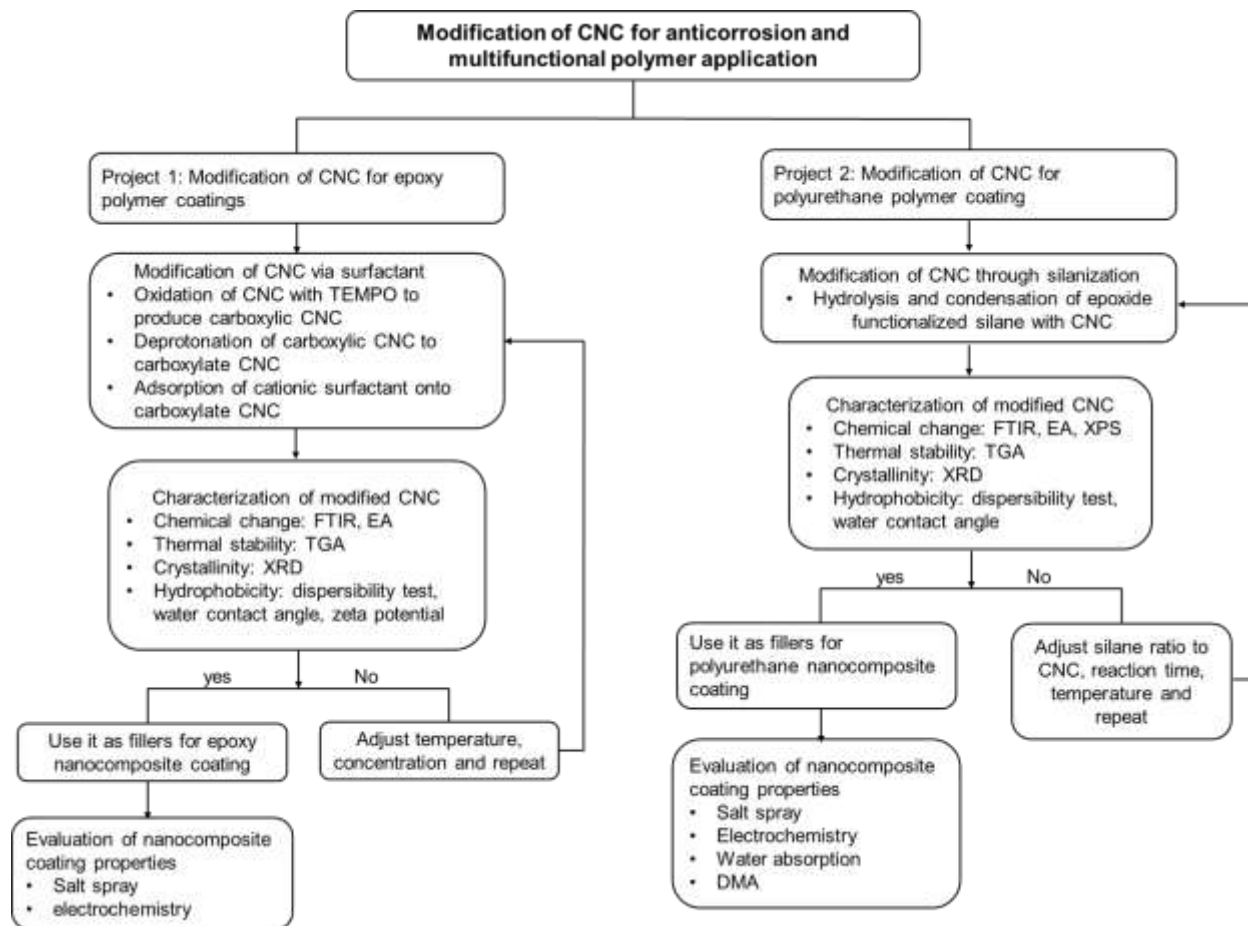 Modification of CNC for anticorrosion and
multifunctional polymer application
Project 1: Modification of CNC for epoxy
polymer coatings
Modification of CNC via surfactant
• Oxidation of CNC with TEMPO to
produce carboxylic CNC
• Deprotonation of carboxylic CNC to
carboxylate CNC
• Adsorption of cationic surfactant onto
carboxylate CNC
Characterization of modified CNC
• Chemical change: FTIR, EA
• Thermal stability: TGA
• Crystallinity: XRD
• Hydrophobicity: dispersibility test,
water contact angle, zeta potential
yes
No
Use it as fillers for epoxy
nanocomposite coating
Adjust temperature,
concentration and repeat
Evaluation of nanocomposite
coating properties
• Salt spray
• electrochemistry
Project 2: Modification of CNC for
polyurethane polymer coating
Modification of CNC through silanization
• Hydrolysis and condensation of epoxide
functionalized silane with CNC
Characterization of modified CNC
• Chemical change: FTIR, EA, XPS
• Thermal stability: TGA
• Crystallinity: XRD
• Hydrophobicity: dispersibility test,
water contact angle
yes
No
Use it as fillers for
polyurethane nanocomposite
coating
Adjust silane ratio to
CNC, reaction time,
temperature and
repeat
Evaluation of nanocomposite
coating properties
• Salt spray
• Electrochemistry
• Water absorption
• DMA